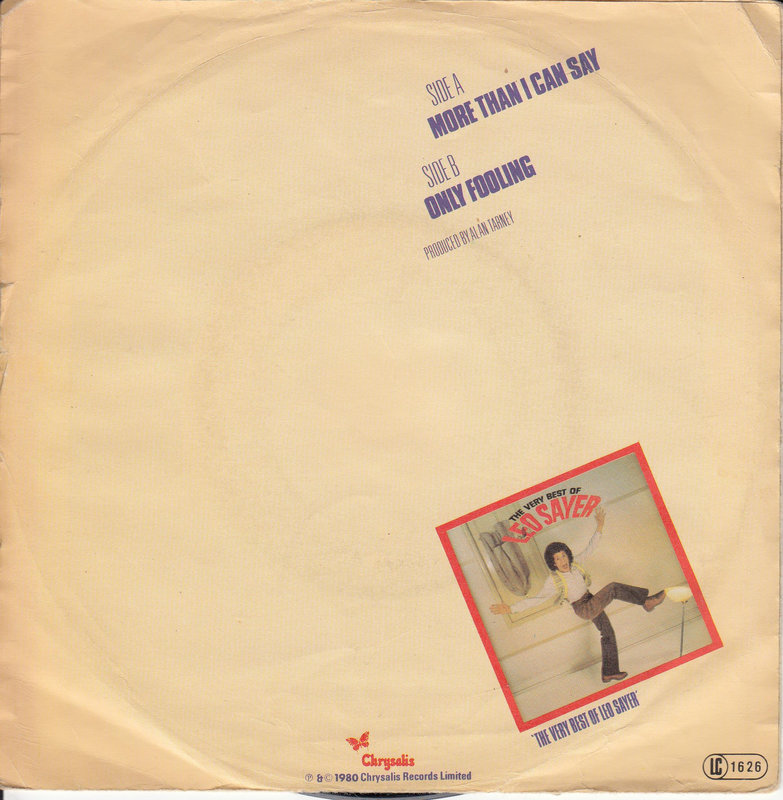 SIDE A
MORE THAN I CAN SAY
SIDE B
ONLY FOOLING
PRODUCED BY ALAN TARNEY
THE VERY BEST OF
LEO SAYER
'THE VERY BEST OF LEO SAYER'
Chrysalis
℗ & © 1980 Chrysalis Records Limited
LC 1626